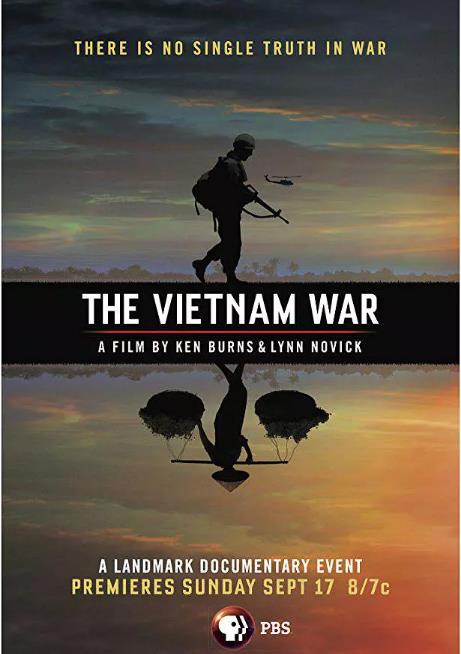 THERE IS NO SINGLE TRUTH IN WAR
THE VIETNAM WAR
A FILM BY KEN BURNS & LYNN NOVICK
A LANDMARK DOCUMENTARY EVENT
PREMIERES SUNDAY SEPT 17 8/7c
PBS